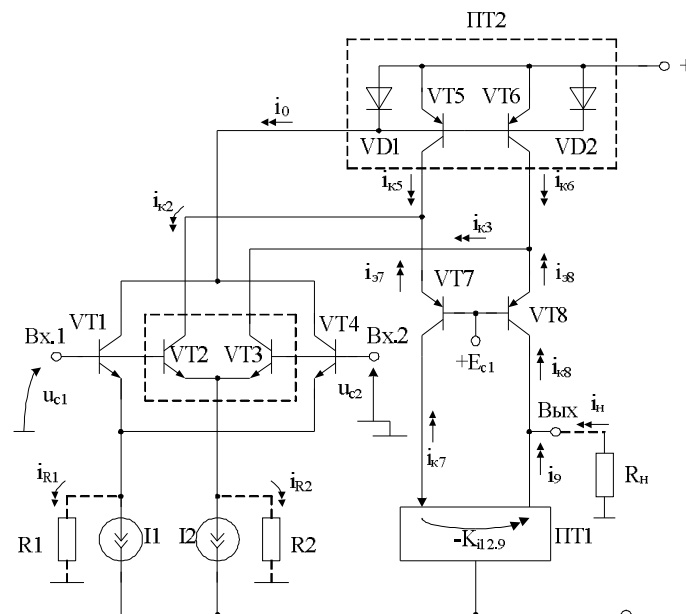 ПТ2
+
i₀
VT5 VT6
VD1 VD2
iк5 iк6
iк2
iк3
iэ7 iэ8
VT7
VT8
VT1 VT4
Вх.1 Вх.2
VT2 VT3
+Eс1
uс1 uс2
iк8
Вых iн
iк7 i9
Rн
iR1 iR2
R1 I1 I2 R2
-Ki12.9 ПТ1